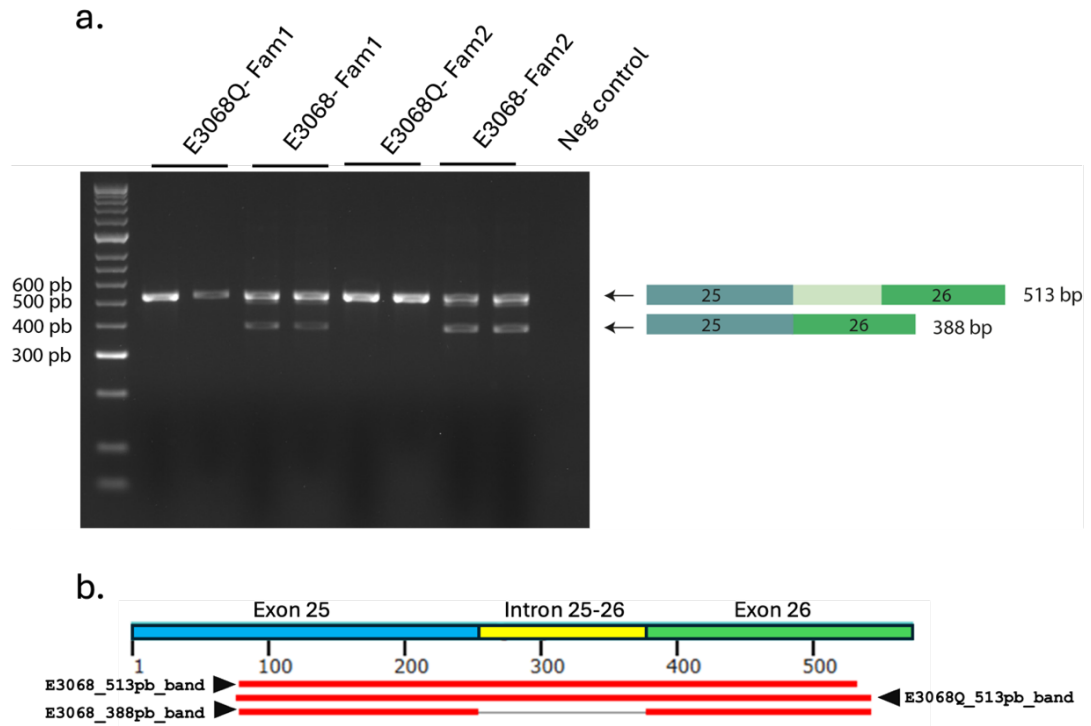 a.
E3068Q- Fam1
E3068- Fam1
E3068Q- Fam2
E3068- Fam2
Neg control
600 pb
500 pb
400 pb
300 pb
25 26 513 bp
25 26 388 bp
b.
Exon 25 Intron 25-26 Exon 26
1 100 200 300 400 500
E3068_513pb_band
E3068Q_513pb_band
E3068_388pb_band